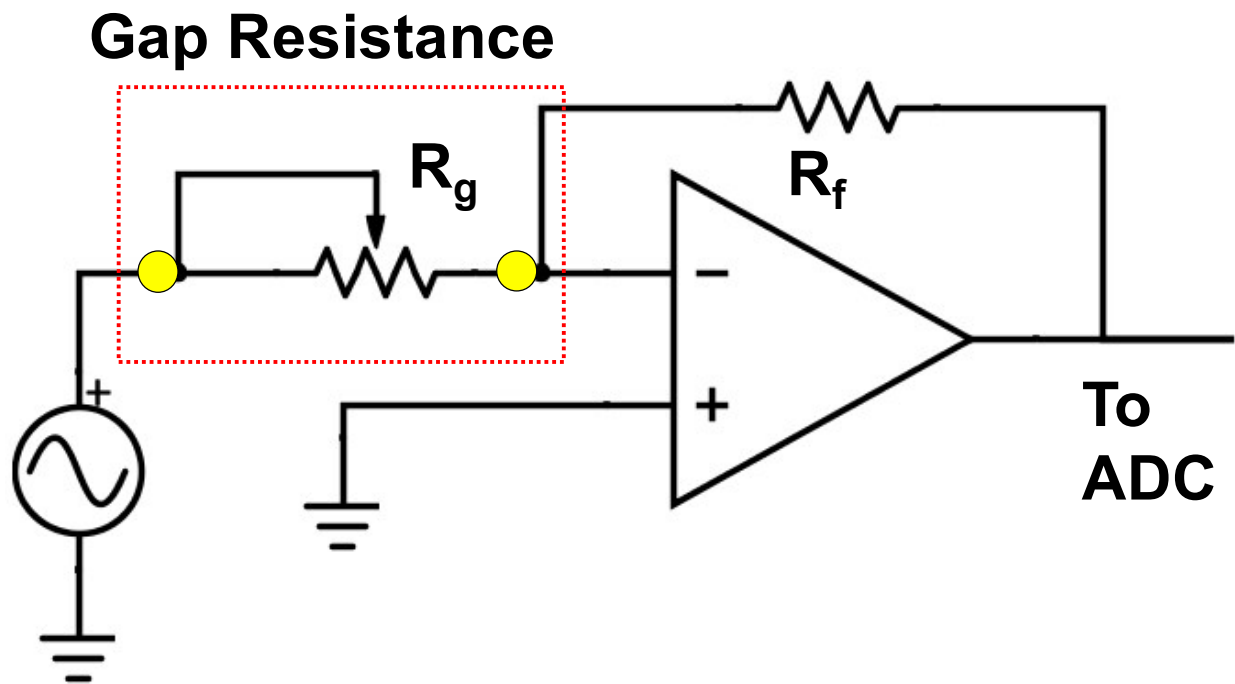 Gap Resistance
Rg
Rf
−
+
+
To
ADC